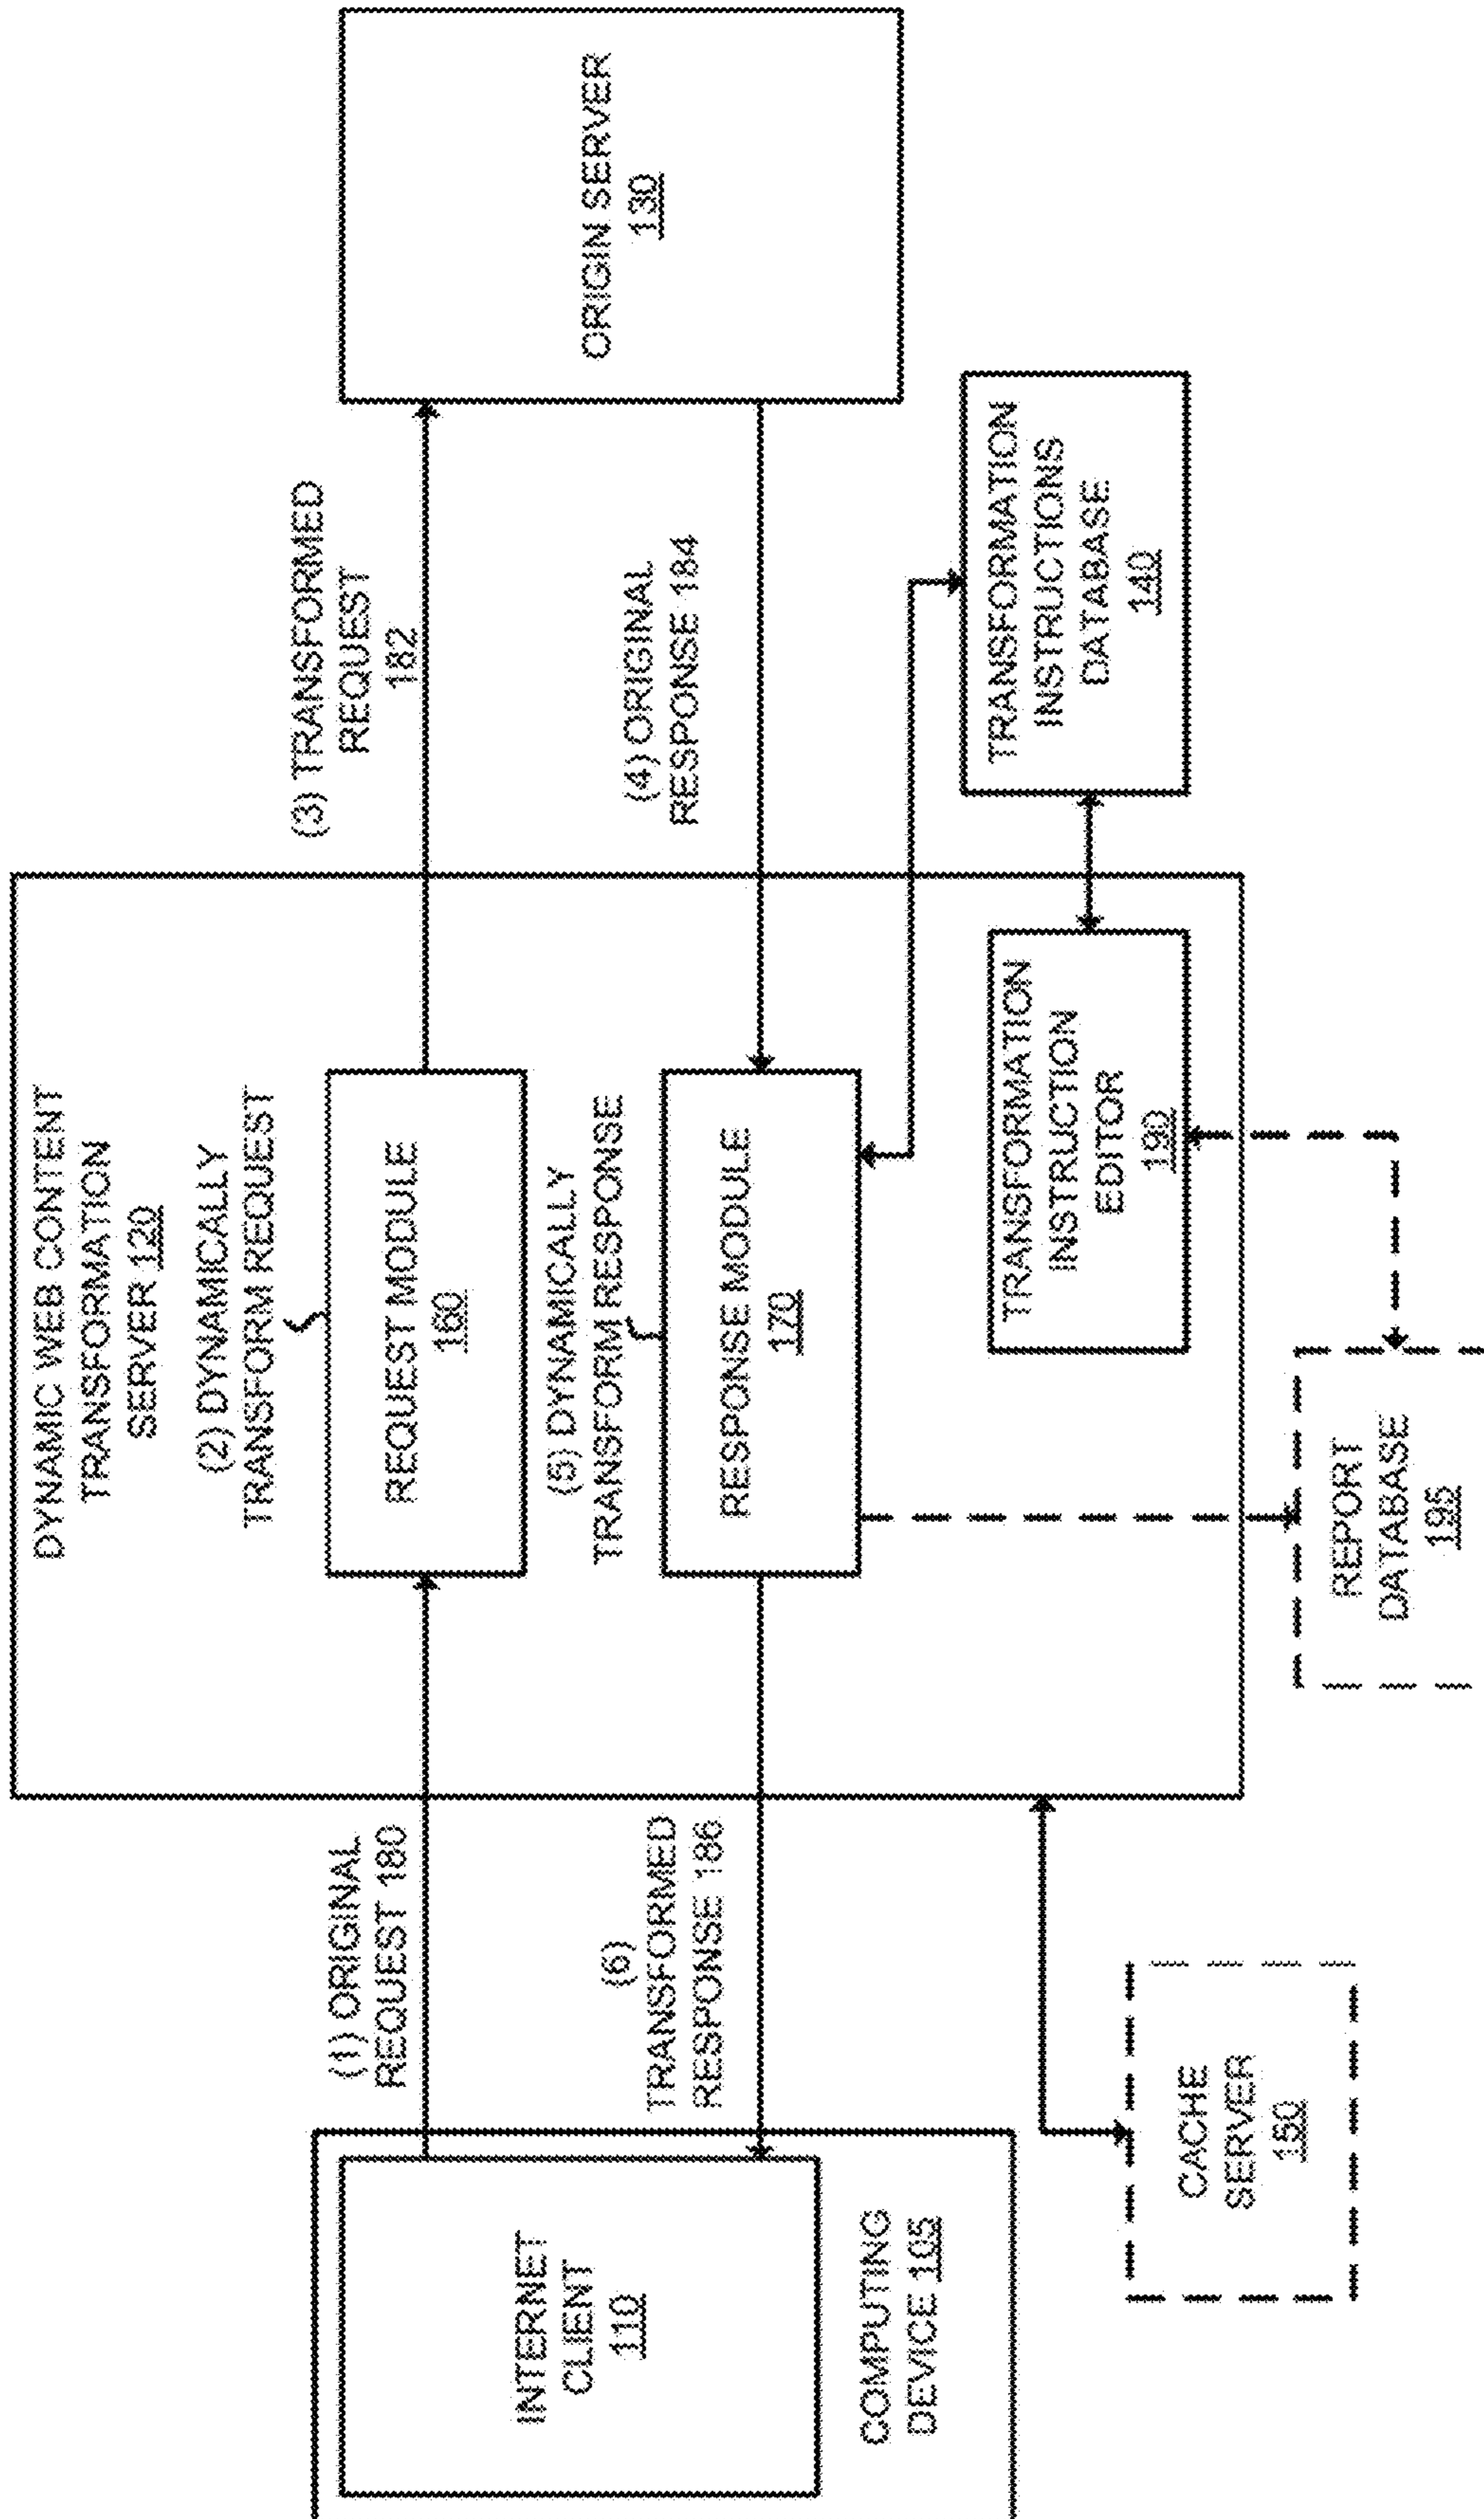 DYNAMIC WEB CONTENT
TRANSFORMATION
SERVER 120
(1) ORIGINAL
REQUEST 180
(2) DYNAMICALLY
TRANSFORM REQUEST
REQUEST MODULE
160
(3) TRANSFORMED
REQUEST
182
ORIGIN SERVER
130
INTERNET
CLIENT
110
COMPUTING
DEVICE 105
(6)
TRANSFORMED
RESPONSE 186
(5) DYNAMICALLY
TRANSFORM RESPONSE
RESPONSE MODULE
170
(4) ORIGINAL
RESPONSE 184
TRANSFORMATION
INSTRUCTION
EDITOR
190
TRANSFORMATION
INSTRUCTIONS
DATABASE
140
CACHE
SERVER
150
REPORT
DATABASE
195